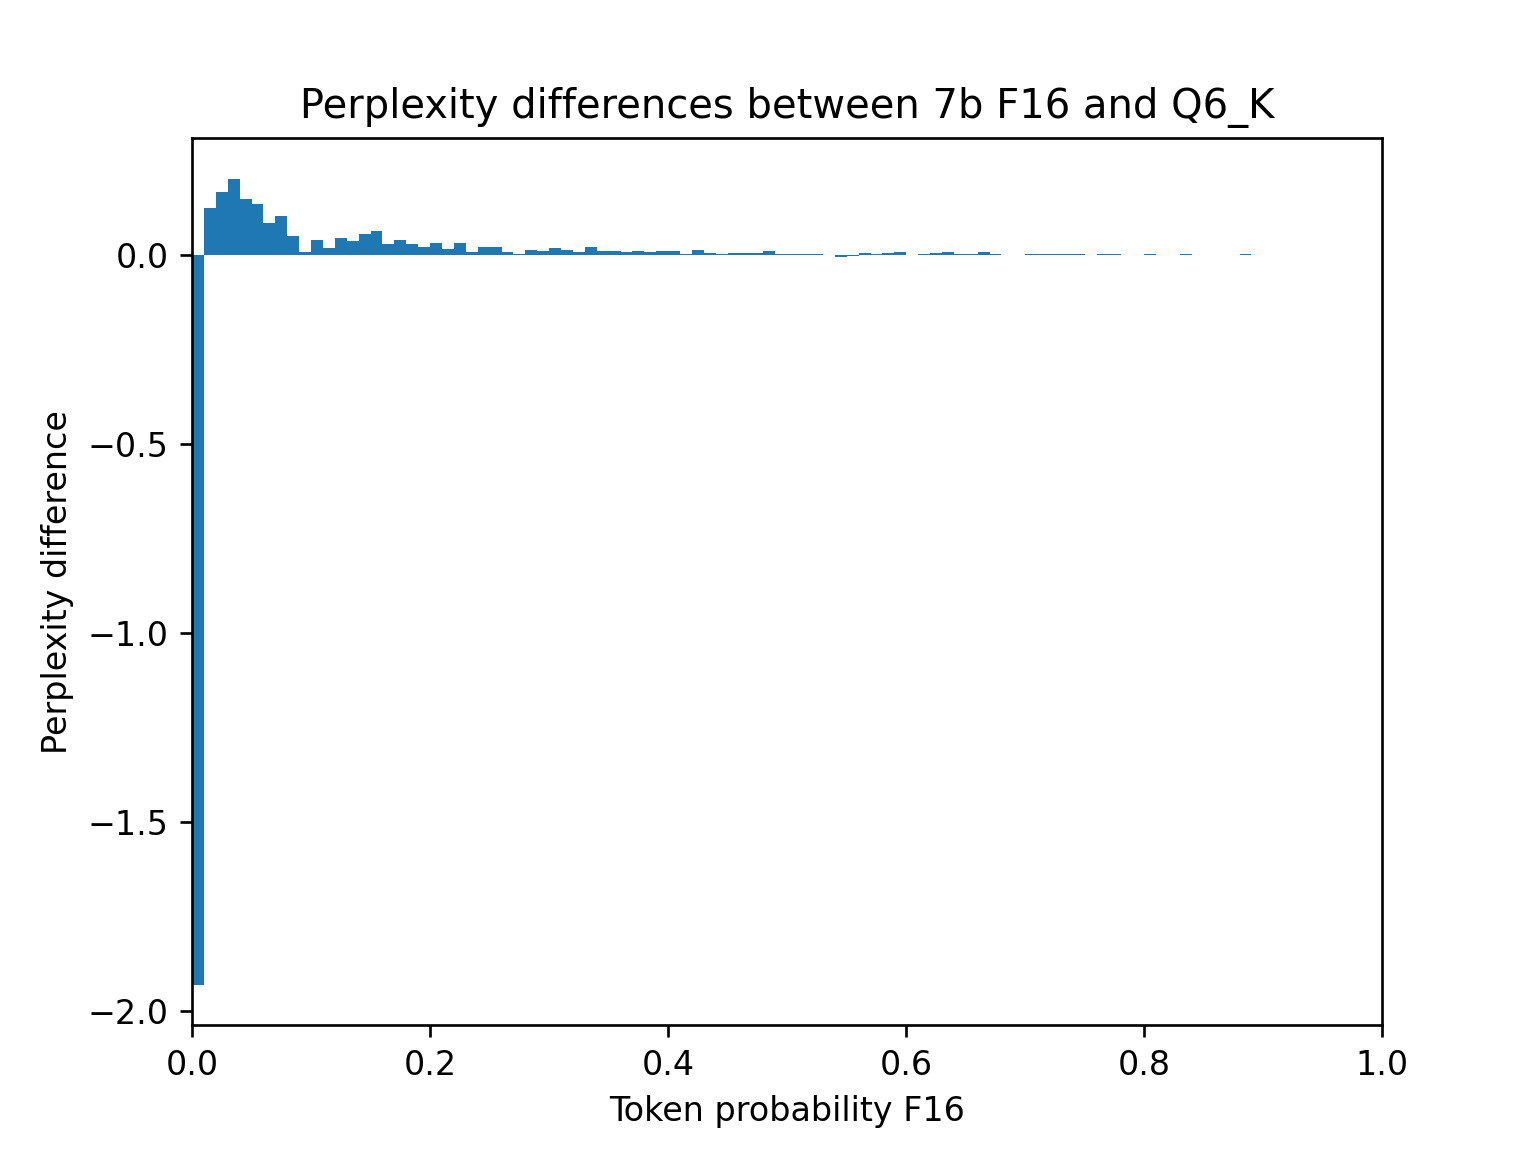 Perplexity differences between 7b F16 and Q6_K
Perplexity difference
0.0
−0.5
−1.0
−1.5
−2.0
0.0 0.2 0.4 0.6 0.8 1.0
Token probability F16